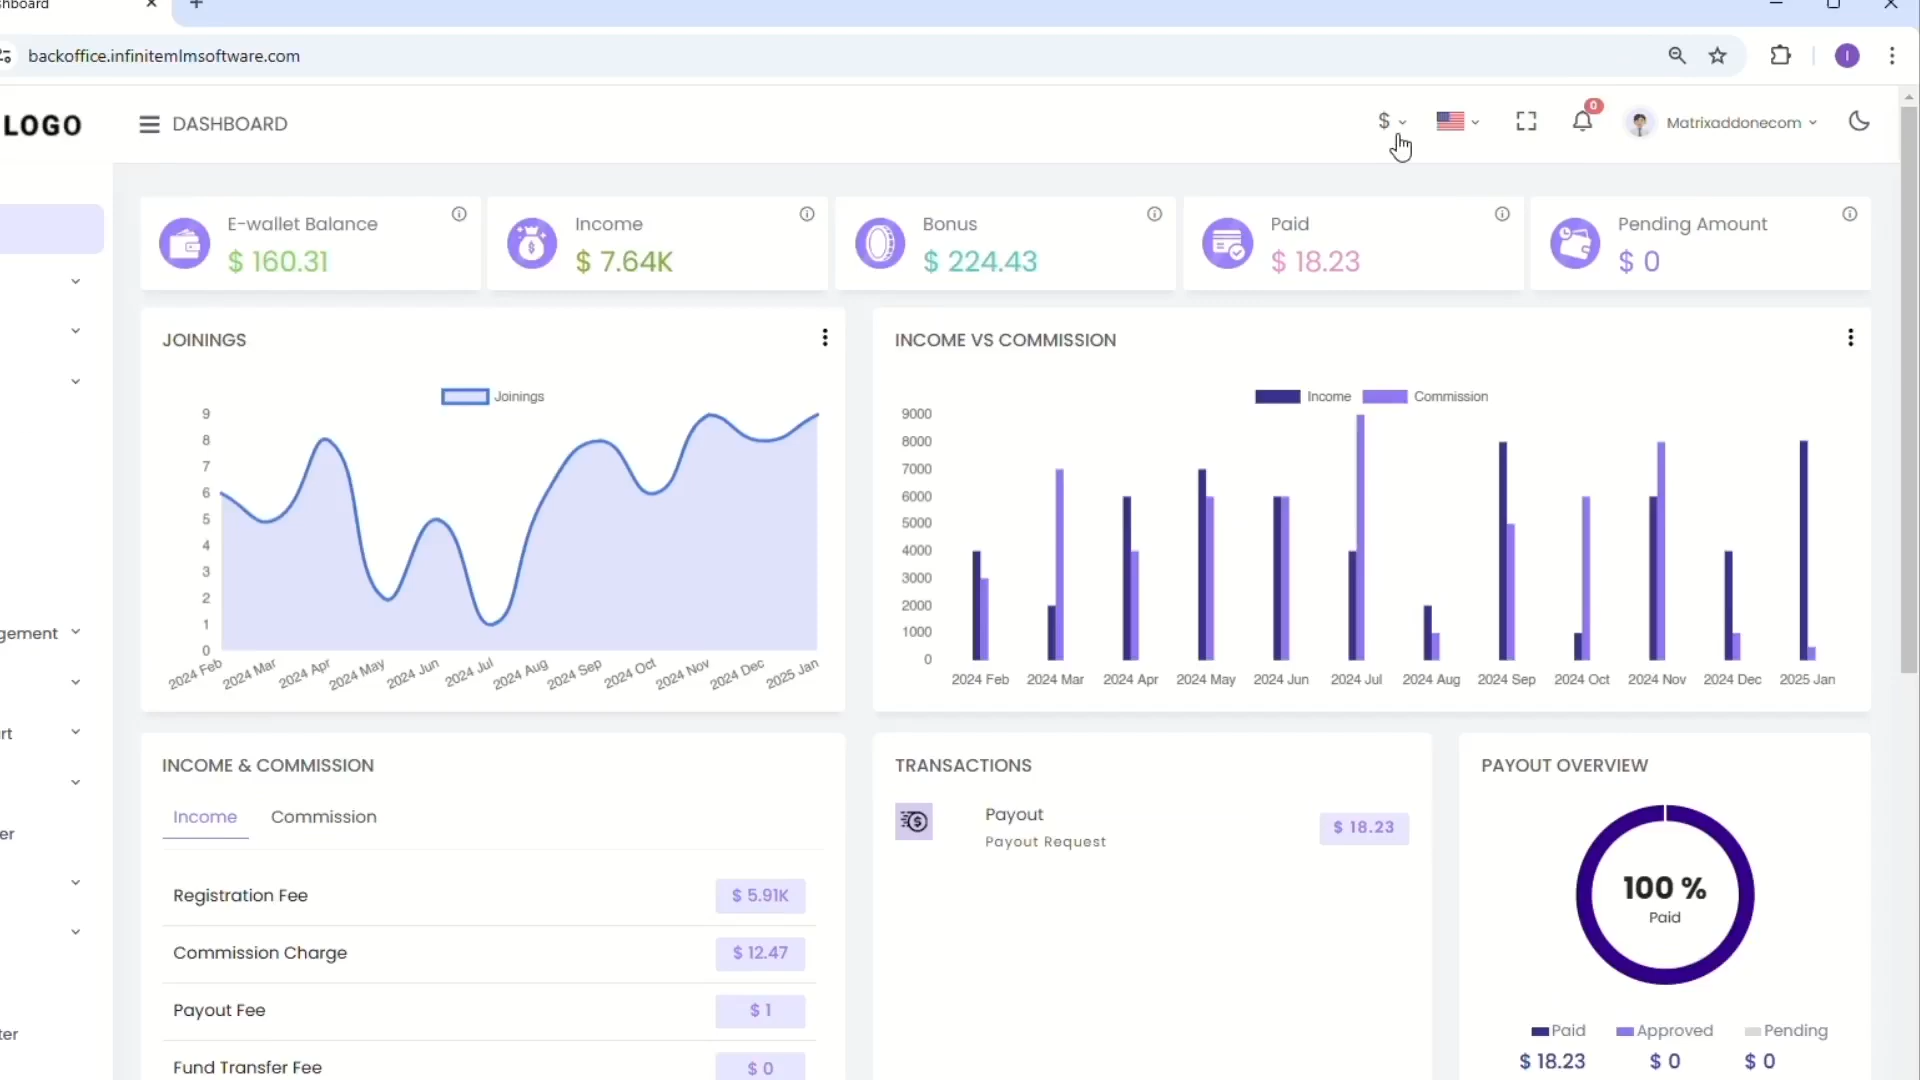 shboard
backoffice.infinitemlmsoftware.com
I
LOGO
DASHBOARD
$
0
Matrixaddonecom
E-wallet Balance
$ 160.31
Income
$ 7.64K
Bonus
$ 224.43
Paid
$ 18.23
Pending Amount
$ 0
JOININGS
Joinings
9
8
7
6
5
4
3
2
1
0
2024 Feb
2024 Mar
2024 Apr
2024 May
2024 Jun
2024 Jul
2024 Aug
2024 Sep
2024 Oct
2024 Nov
2024 Dec
2025 Jan
INCOME VS COMMISSION
Income
Commission
9000
8000
7000
6000
5000
4000
3000
2000
1000
0
2024 Feb
2024 Mar
2024 Apr
2024 May
2024 Jun
2024 Jul
2024 Aug
2024 Sep
2024 Oct
2024 Nov
2024 Dec
2025 Jan
gement
rt
er
ter
INCOME & COMMISSION
Income
Commission
Registration Fee
$ 5.91K
Commission Charge
$ 12.47
Payout Fee
$ 1
Fund Transfer Fee
$ 0
TRANSACTIONS
Payout
Payout Request
$ 18.23
PAYOUT OVERVIEW
100 %
Paid
Paid
Approved
Pending
$ 18.23
$ 0
$ 0